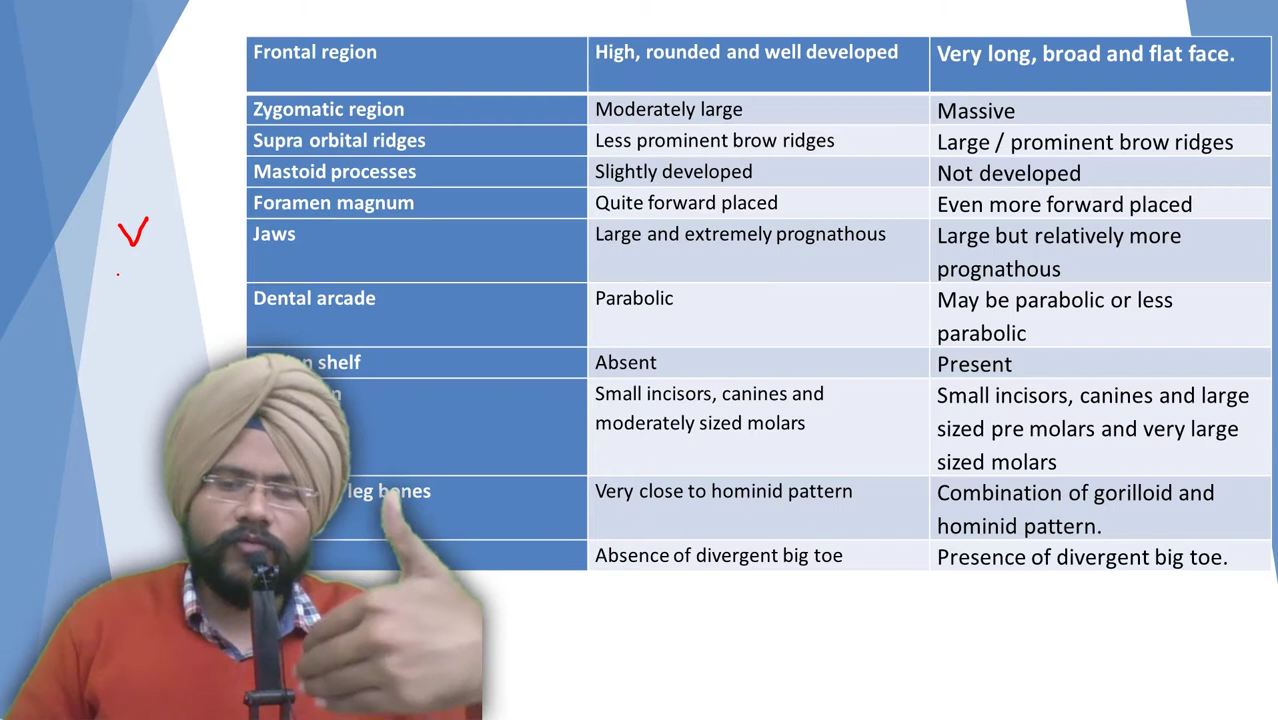 Frontal region
High, rounded and well developed
Very long, broad and flat face.
Zygomatic region
Moderately large
Massive
Supra orbital ridges
Less prominent brow ridges
Large / prominent brow ridges
Mastoid processes
Slightly developed
Not developed
Foramen magnum
Quite forward placed
Even more forward placed
Jaws
Large and extremely prognathous
Large but relatively more
prognathous
Dental arcade
Parabolic
May be parabolic or less
parabolic
shelf
Absent
Present
Small incisors, canines and
moderately sized molars
Small incisors, canines and large
sized pre molars and very large
sized molars
leg bones
Very close to hominid pattern
Combination of gorilloid and
hominid pattern.
Absence of divergent big toe
Presence of divergent big toe.